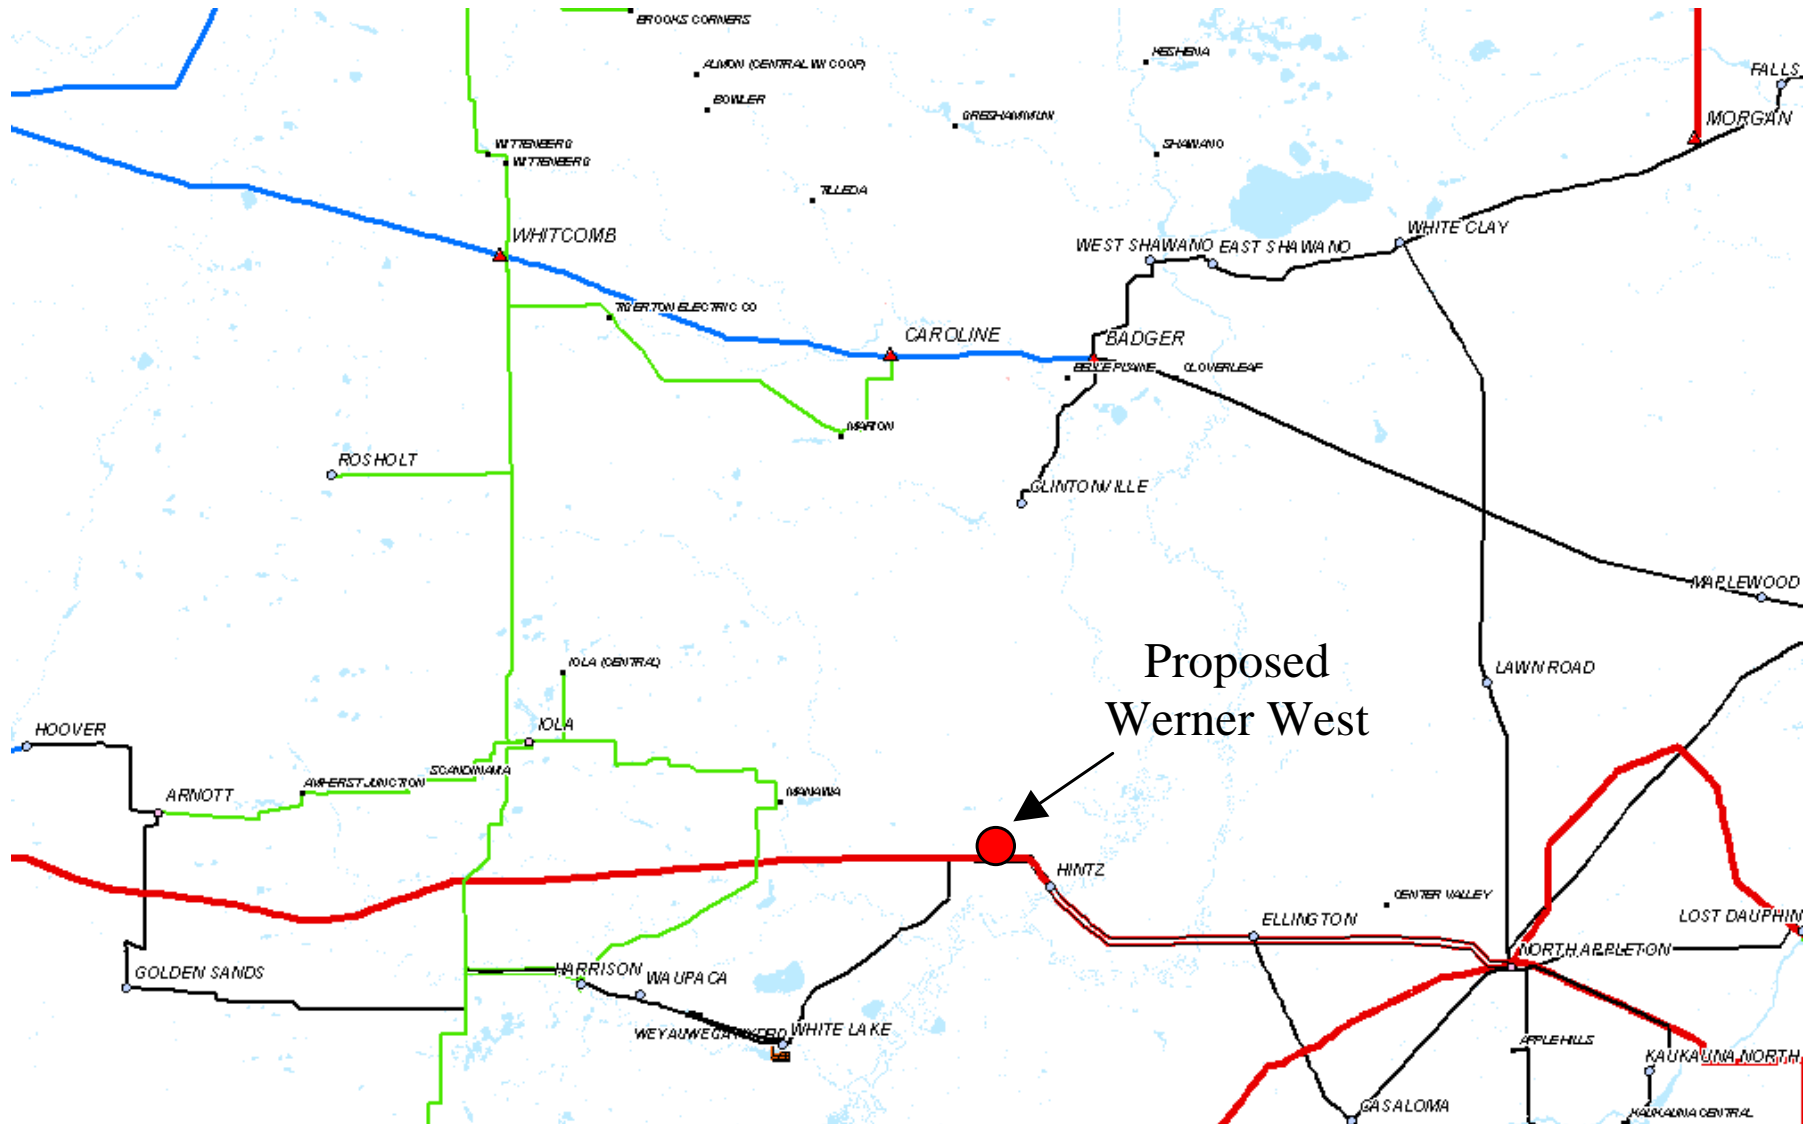 BROOKS CORNERS
KESHENA
ALMON (CENTRAL WI COOP)
FALLS
BOWLER
GRESHAM MUNI
MORGAN
WITTENBERG
SHAWANO
WITTENBERG
TILLEDA
WHITCOMB
WHITE CLAY
WEST SHAWANO
EAST SHAWANO
TIGERTON ELECTRIC CO
CAROLINE
BADGER
BELLE PLAINE
CLOVERLEAF
MARION
ROSHOLT
CLINTONVILLE
MAPLEWOOD
Proposed
Werner West
IOLA (CENTRAL)
LAWN ROAD
HOOVER
IOLA
SCANDINAVIA
AMHERST JUNCTION
ARNOTT
MANAWA
HINTZ
CENTER VALLEY
ELLINGTON
LOST DAUPHIN
NORTH APPLETON
GOLDEN SANDS
HARRISON
WAUPACA
WHITE LAKE
APPLE HILLS
KAUKAUNA NORTH
CASALOMA
KAUKAUNA CENTRAL